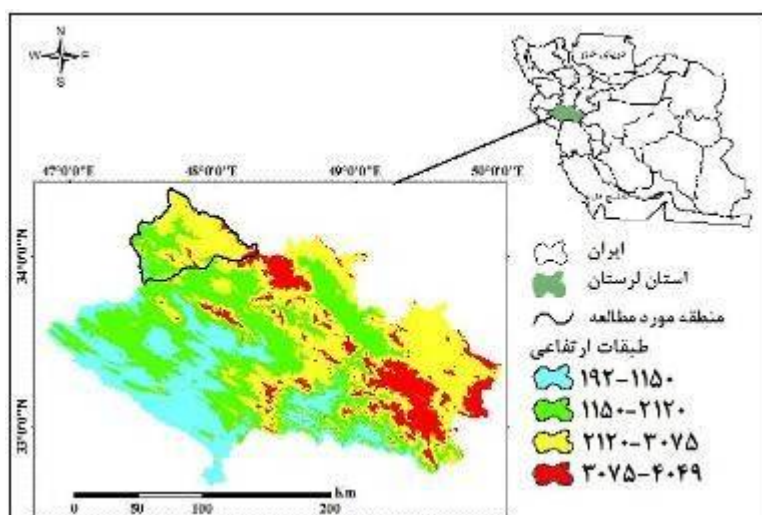 N
W E
S
دریای خزر
47°0'0"E 48°0'0"E 49°0'0"E 50°0'0"E
34°0'0"N
33°0'0"N
ایران
استان لرستان
منطقه مورد مطالعه
طبقات ارتفاعی
۱۹۲-۱۱۵۰
۱۱۵۰-۲۱۲۰
۲۱۲۰-۳۰۷۵
۳۰۷۵-۴۰۴۹
km
0 50 100 200